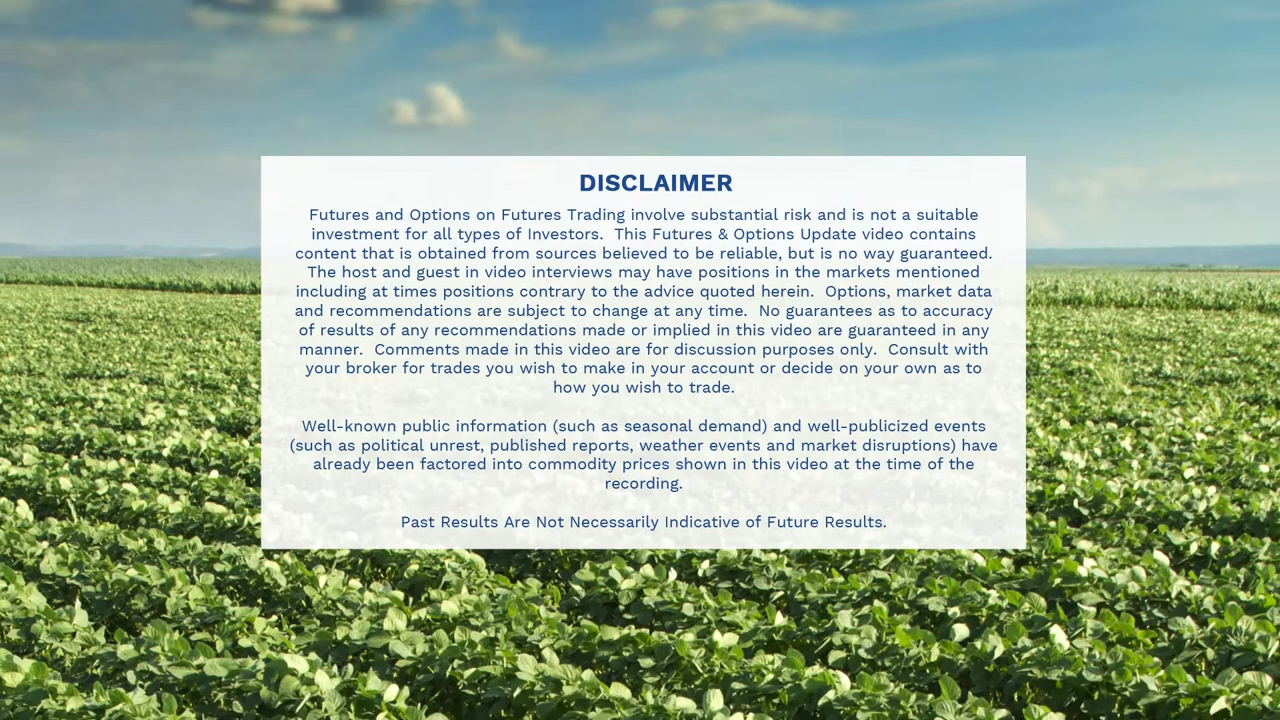 DISCLAIMER
Futures and Options on Futures Trading involve substantial risk and is not a suitable
investment for all types of Investors.  This Futures & Options Update video contains
content that is obtained from sources believed to be reliable, but is no way guaranteed.
The host and guest in video interviews may have positions in the markets mentioned
including at times positions contrary to the advice quoted herein.  Options, market data
and recommendations are subject to change at any time.  No guarantees as to accuracy
of results of any recommendations made or implied in this video are guaranteed in any
manner.  Comments made in this video are for discussion purposes only.  Consult with
your broker for trades you wish to make in your account or decide on your own as to
how you wish to trade.
Well-known public information (such as seasonal demand) and well-publicized events
(such as political unrest, published reports, weather events and market disruptions) have
already been factored into commodity prices shown in this video at the time of the
recording.
Past Results Are Not Necessarily Indicative of Future Results.